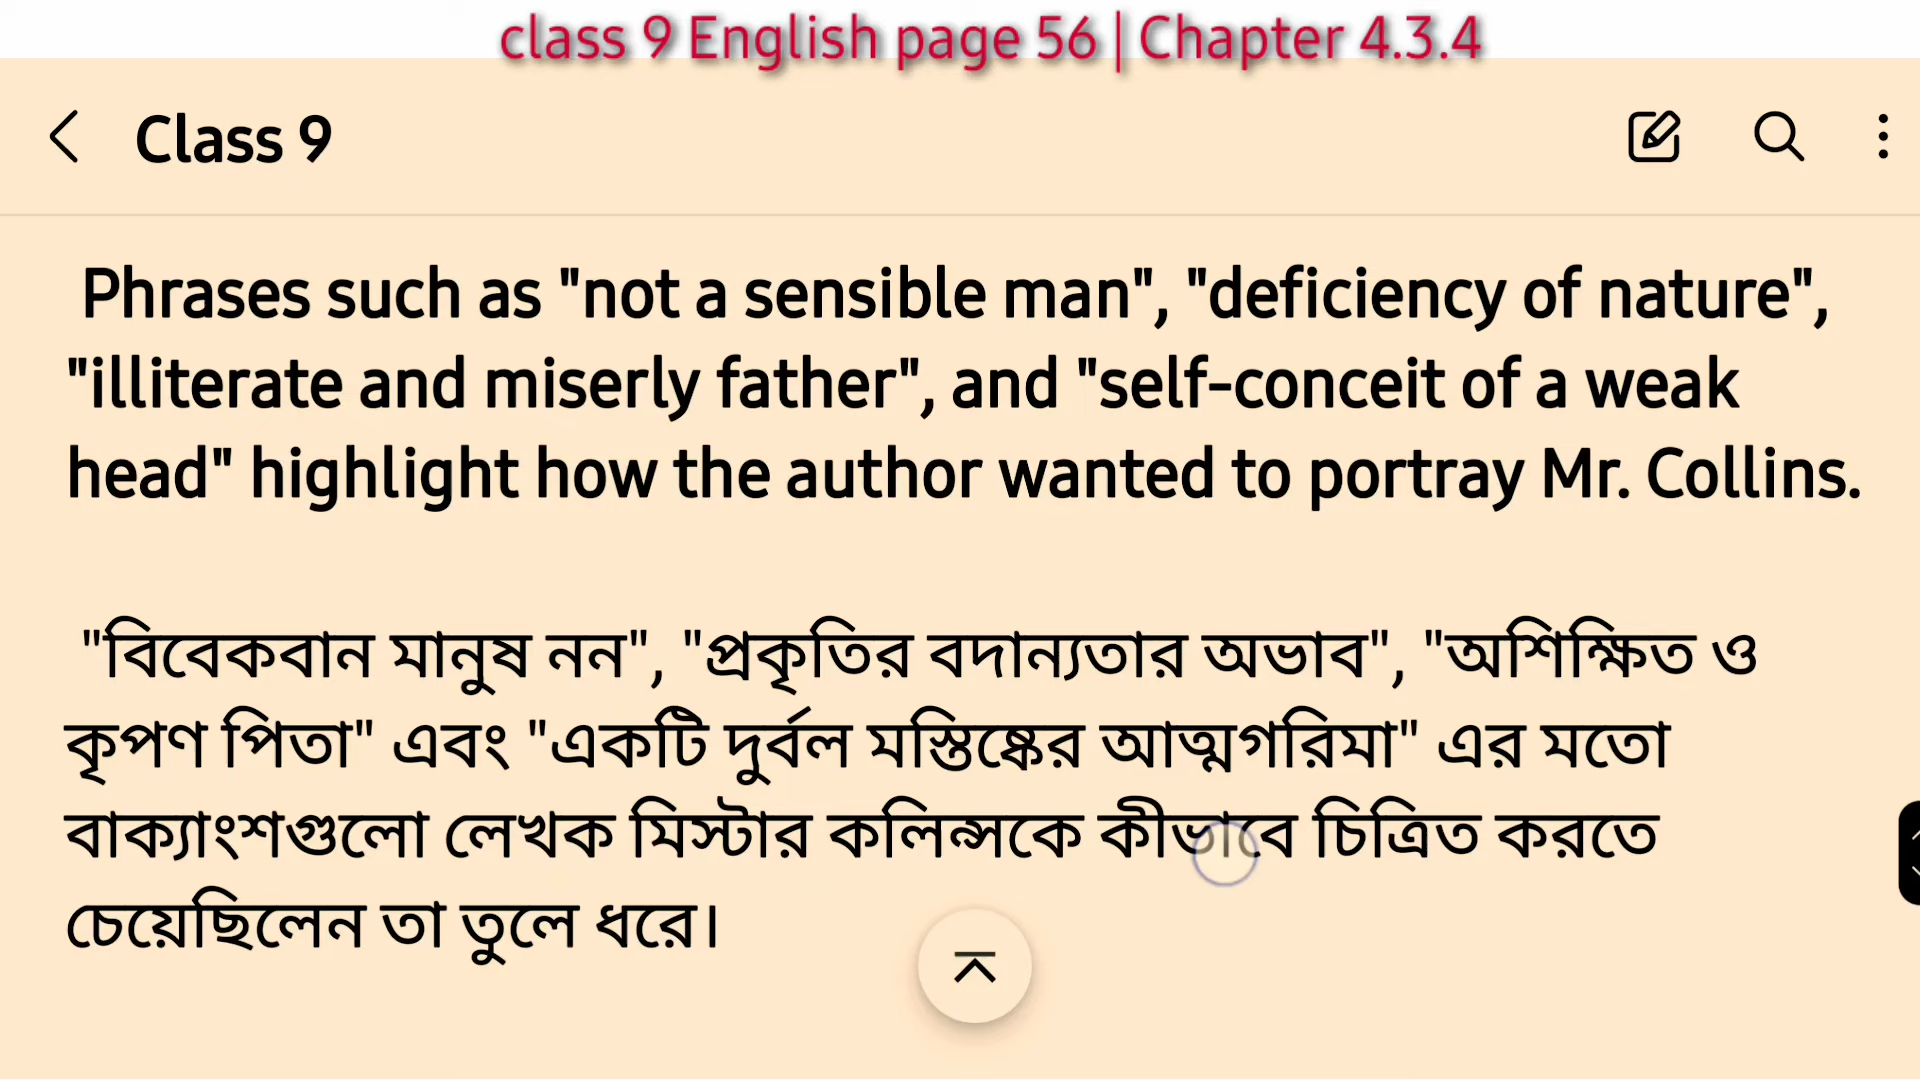 class 9 English page 56 | Chapter 4.3.4
Class 9
Phrases such as "not a sensible man", "deficiency of nature",
"illiterate and miserly father", and "self-conceit of a weak
head" highlight how the author wanted to portray Mr. Collins.
"বিবেকবান মানুষ নন", "প্রকৃতির বদান্যতার অভাব", "অশিক্ষিত ও
কৃপণ পিতা" এবং "একটি দুর্বল মস্তিষ্কের আত্মগরিমা" এর মতো
বাক্যাংশগুলো লেখক মিস্টার কলিন্সকে কীভাবে চিত্রিত করতে
চেয়েছিলেন তা তুলে ধরে।